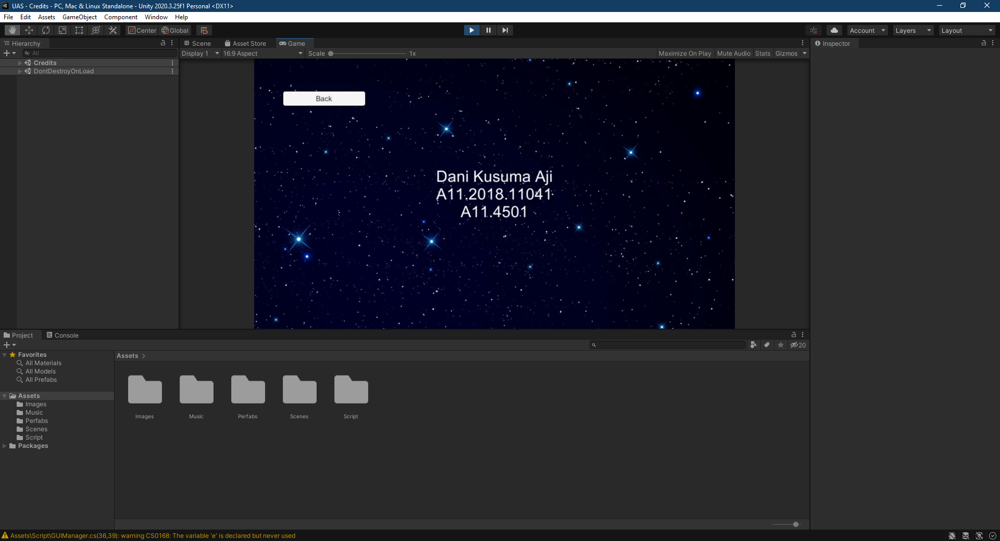 UAS - Credits - PC, Mac & Linux Standalone - Unity 2020.3.25f1 Personal <DX11>
File Edit Assets GameObject Component Window Help
Center Global Account Layers Layout
Hierarchy
All
Credits
DontDestroyOnLoad
Scene Asset Store Game
Display 1 16:9 Aspect Scale 1x Maximize On Play Mute Audio Stats Gizmos
Back
Dani Kusuma Aji
A11.2018.11041
A11.4501
Inspector
Project Console
20
Favorites
All Materials
All Models
All Prefabs
Assets
Images
Music
Perfabs
Scenes
Script
Packages
Assets
Images Music Perfabs Scenes Script
Assets\Script\GUIManager.cs(36,39): warning CS0168: The variable 'e' is declared but never used